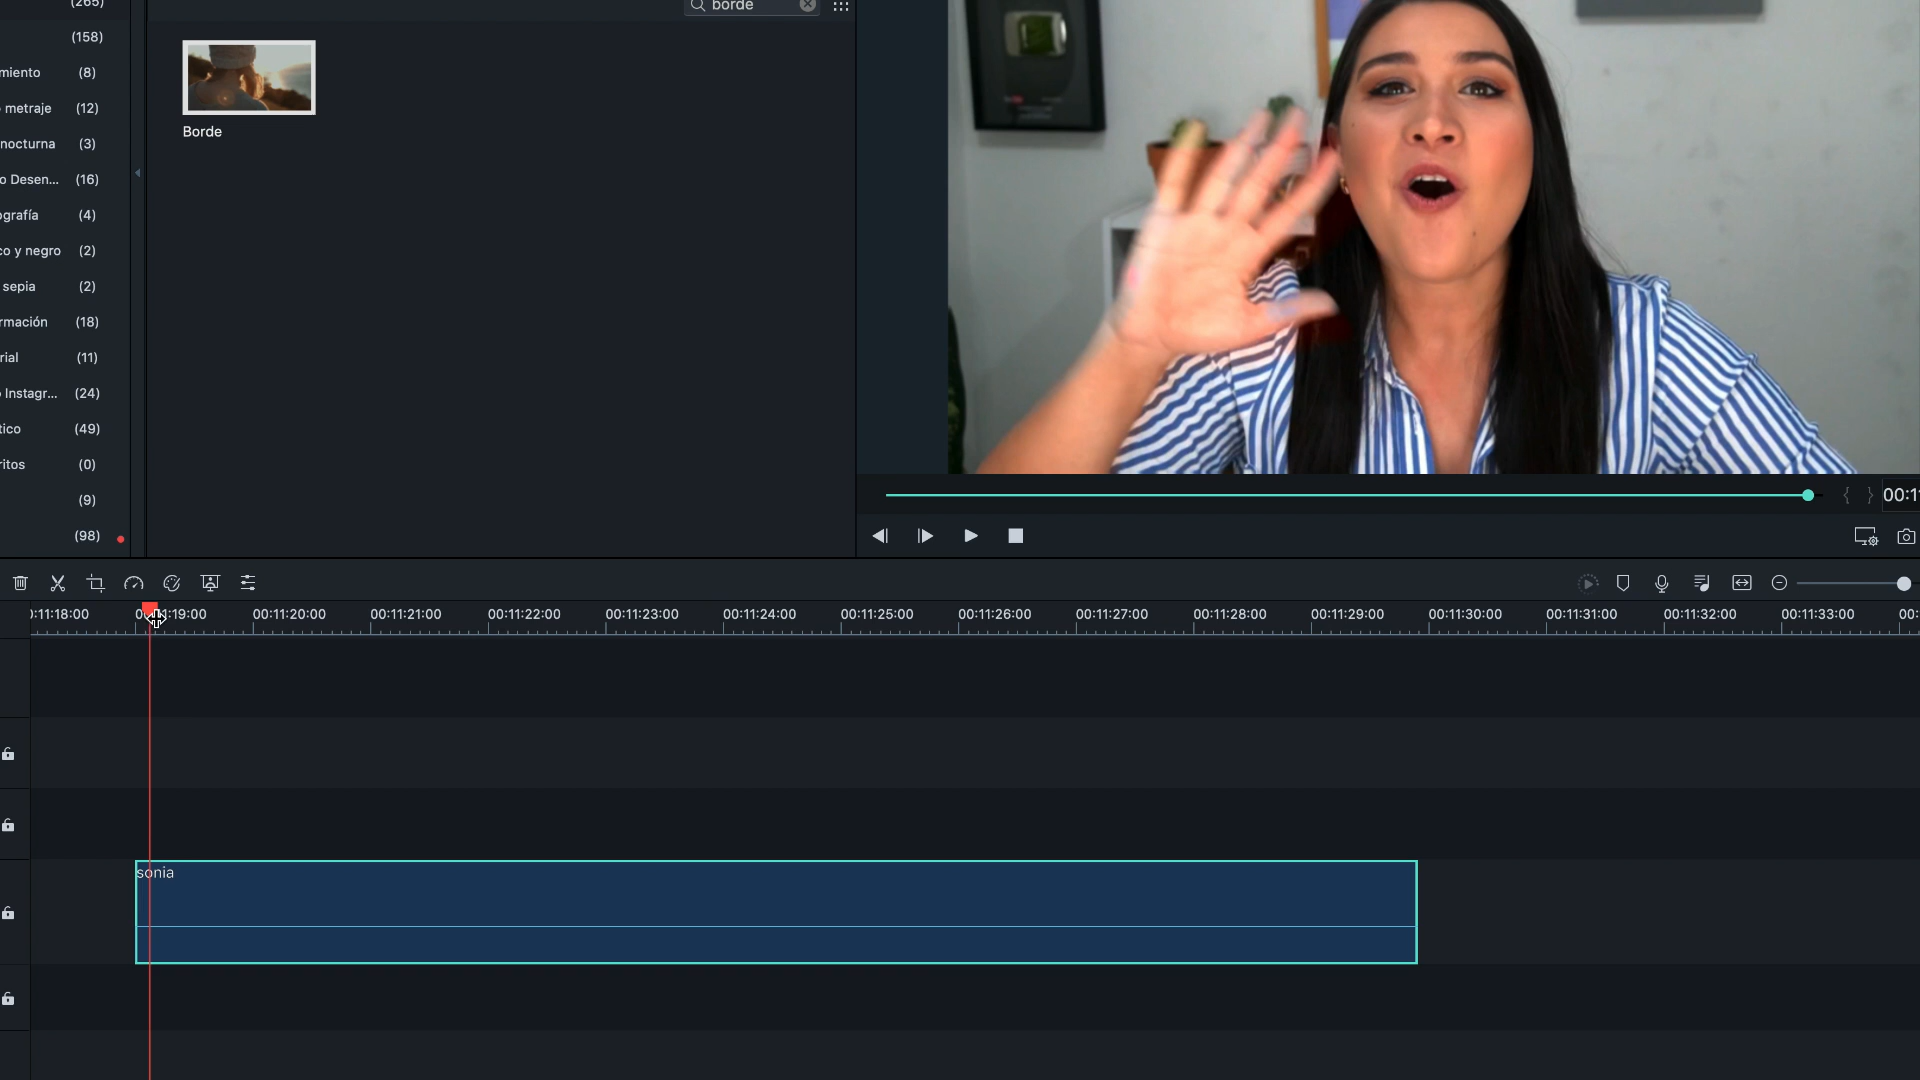 (265)
borde
(158)
miento (8)
metraje (12)
nocturna (3)
o Desen... (16)
ografía (4)
co y negro (2)
sepia (2)
rmación (18)
rial (11)
Instagr... (24)
tico (49)
ritos (0)
(9)
(98)
Borde
00:1
):11:18:00 00:11:19:00 00:11:20:00 00:11:21:00 00:11:22:00 00:11:23:00 00:11:24:00 00:11:25:00 00:11:26:00 00:11:27:00 00:11:28:00 00:11:29:00 00:11:30:00 00:11:31:00 00:11:32:00 00:11:33:00 00:
sonia